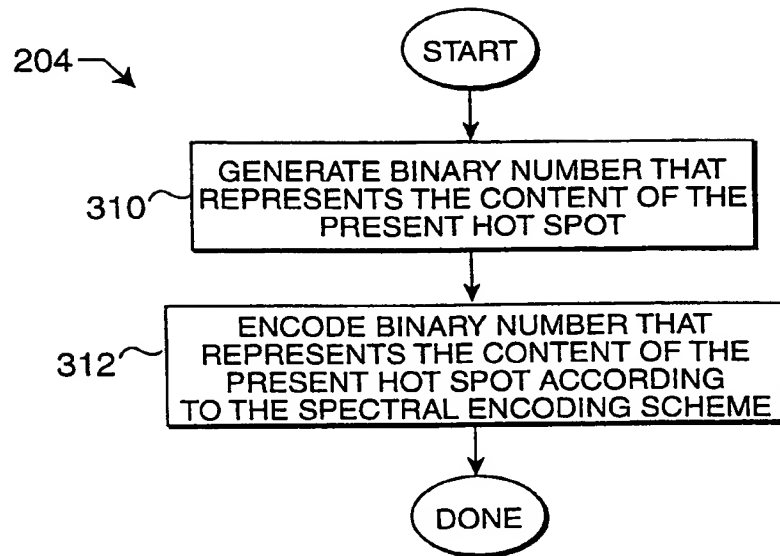 204
START
310
GENERATE BINARY NUMBER THAT
REPRESENTS THE CONTENT OF THE
PRESENT HOT SPOT
312
ENCODE BINARY NUMBER THAT
REPRESENTS THE CONTENT OF THE
PRESENT HOT SPOT ACCORDING
TO THE SPECTRAL ENCODING SCHEME
DONE